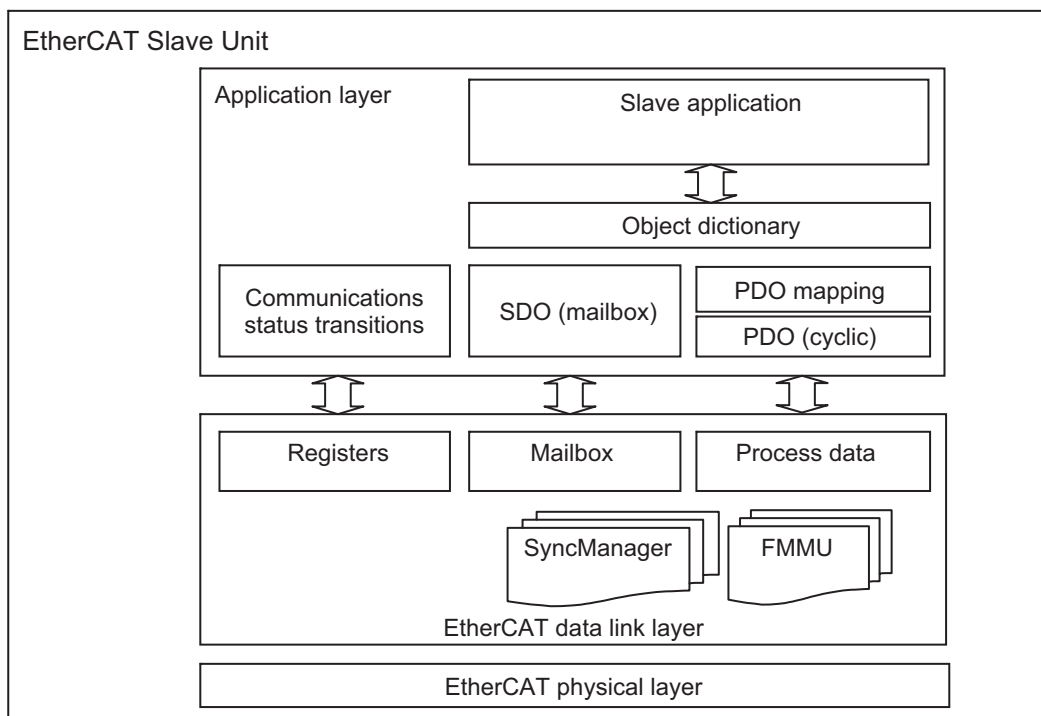 EtherCAT Slave Unit
Application layer
Slave application
Object dictionary
Communications
status transitions
SDO (mailbox)
PDO mapping
PDO (cyclic)
Registers
Mailbox
Process data
SyncManager
FMMU
EtherCAT data link layer
EtherCAT physical layer